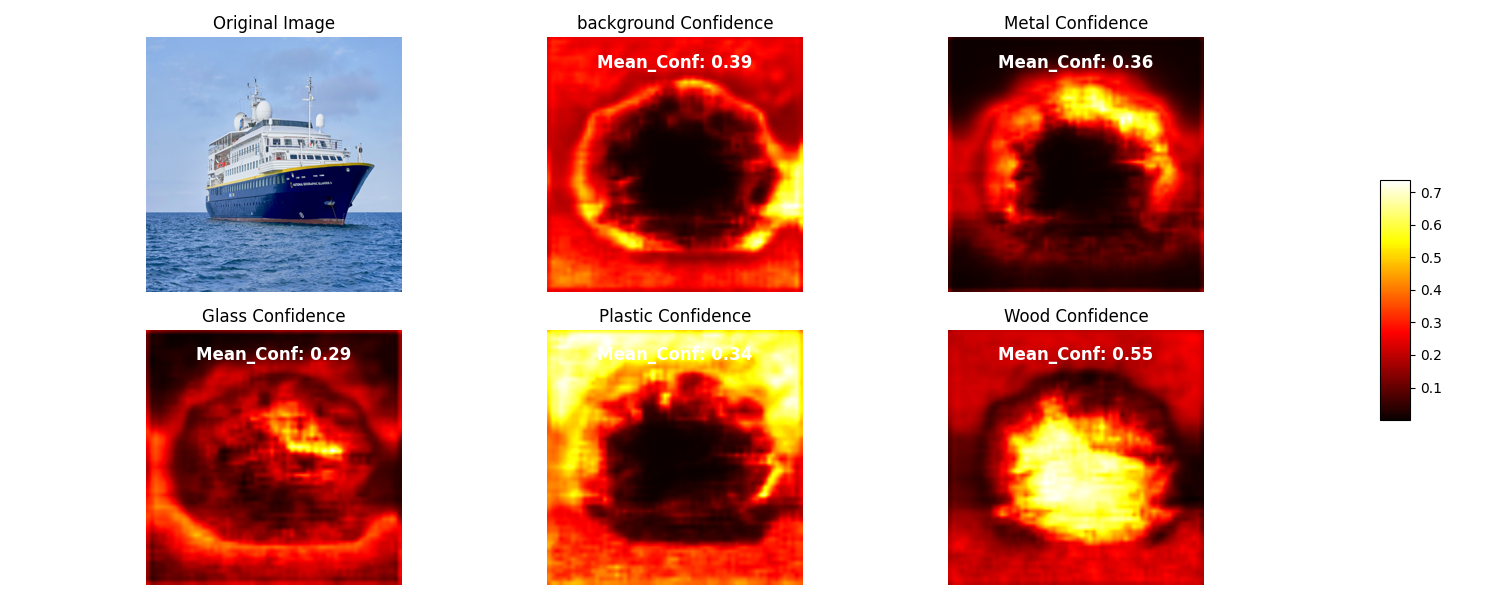 Original Image
background Confidence
Metal Confidence
Mean_Conf: 0.39
Mean_Conf: 0.36
Glass Confidence
Plastic Confidence
Wood Confidence
Mean_Conf: 0.29
Mean_Conf: 0.34
Mean_Conf: 0.55
0.7
0.6
0.5
0.4
0.3
0.2
0.1